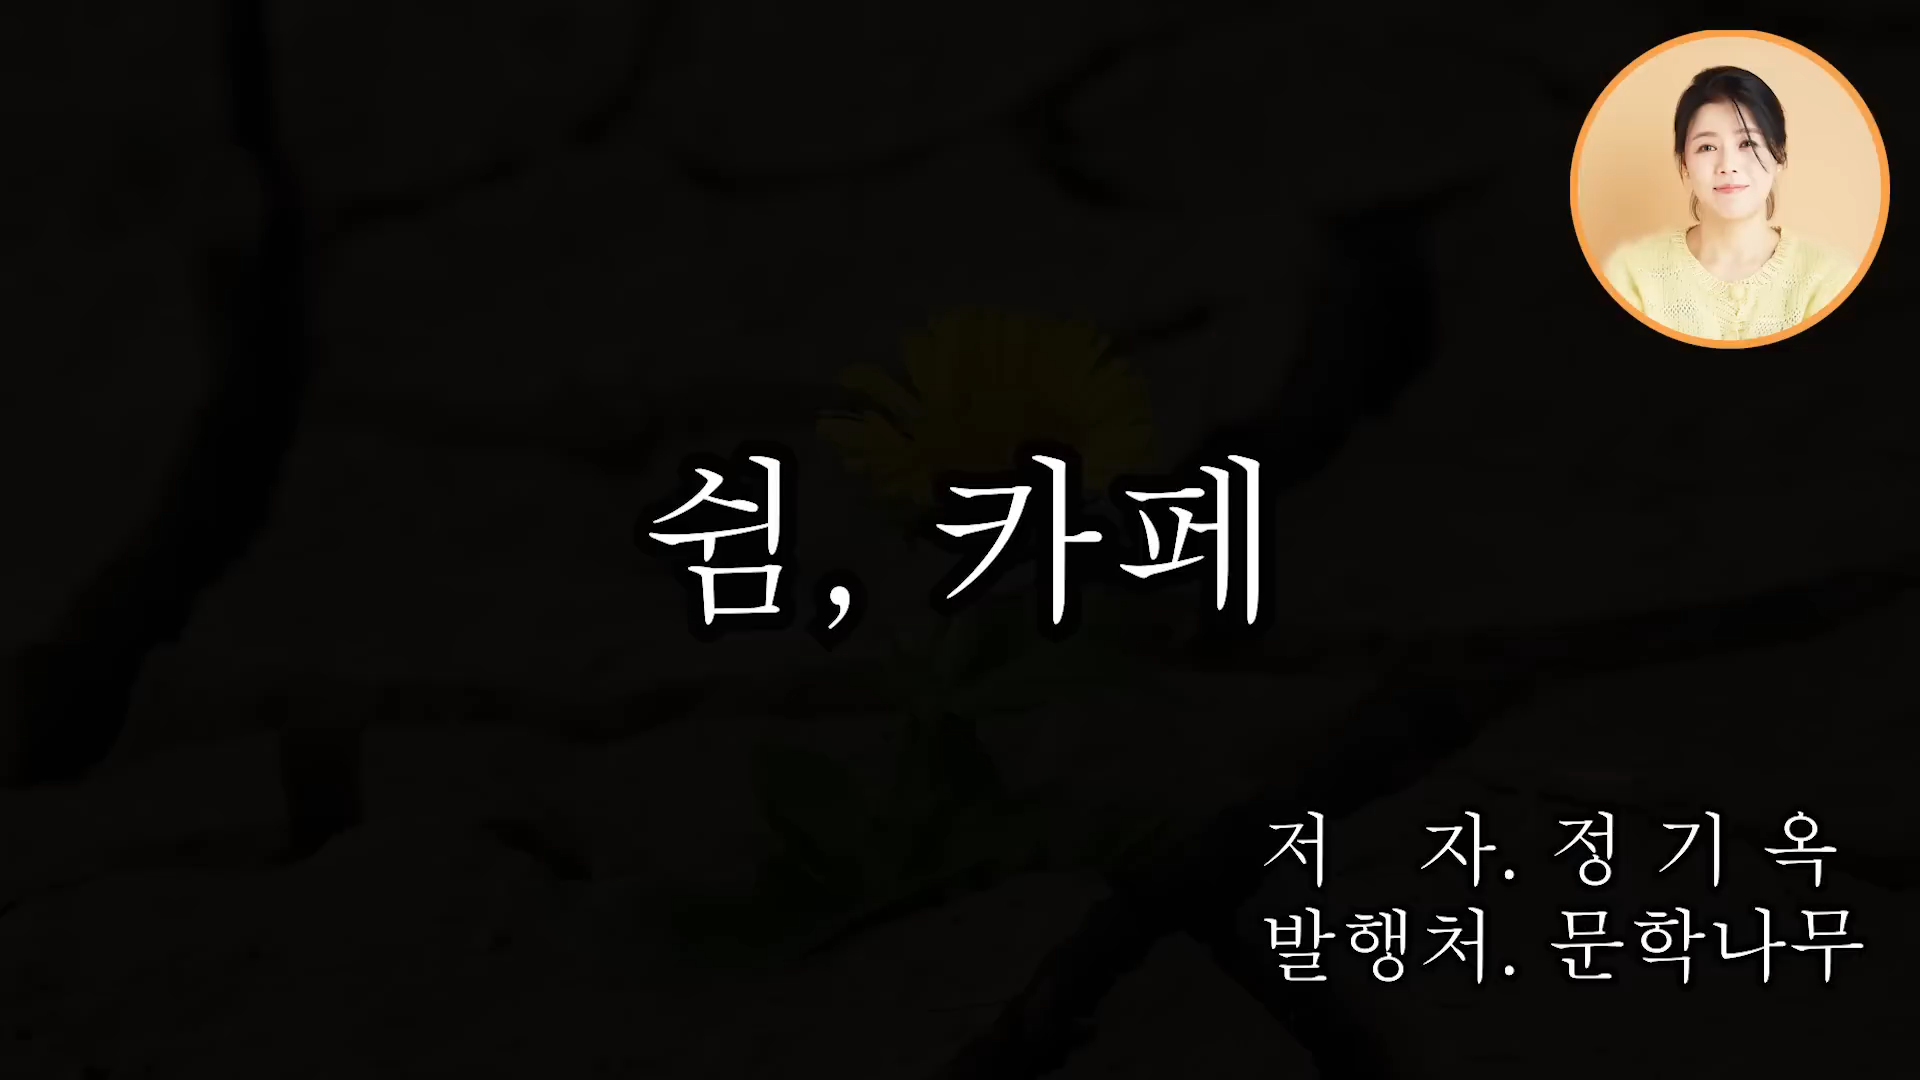 쉼, 카페
저 자. 정 기 옥
발행처. 문학나무